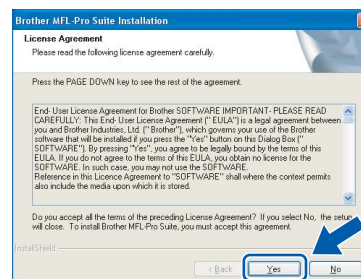 Brother MFL-Pro Suite Installation
License Agreement
Please read the following license agreement carefully.
Press the PAGE DOWN key to see the rest of the agreement.
End- User License Agreement for Brother SOFTWARE IMPORTANT- PLEASE READ
CAREFULLY: This End- User License Agreement (" EULA") is a legal agreement between
you and Brother Industries, Ltd. (" Brother"), which governs your use of the Brother
software that will be installed if you press the "Yes" button on this Dialog Box ("
SOFTWARE"). By pressing "Yes", you agree to be legally bound by the terms of this
EULA. If you do not agree to the terms of this EULA, you obtain no license for the
SOFTWARE. In such case, you may not use the SOFTWARE.
Reference in this Licence Agreement to "SOFTWARE" shall where the context permits
also include the media upon which it is stored.
Do you accept all the terms of the preceding License Agreement? If you select No, the setup
will close. To install Brother MFL-Pro Suite, you must accept this agreement.
InstallShield
< Back
Yes
No